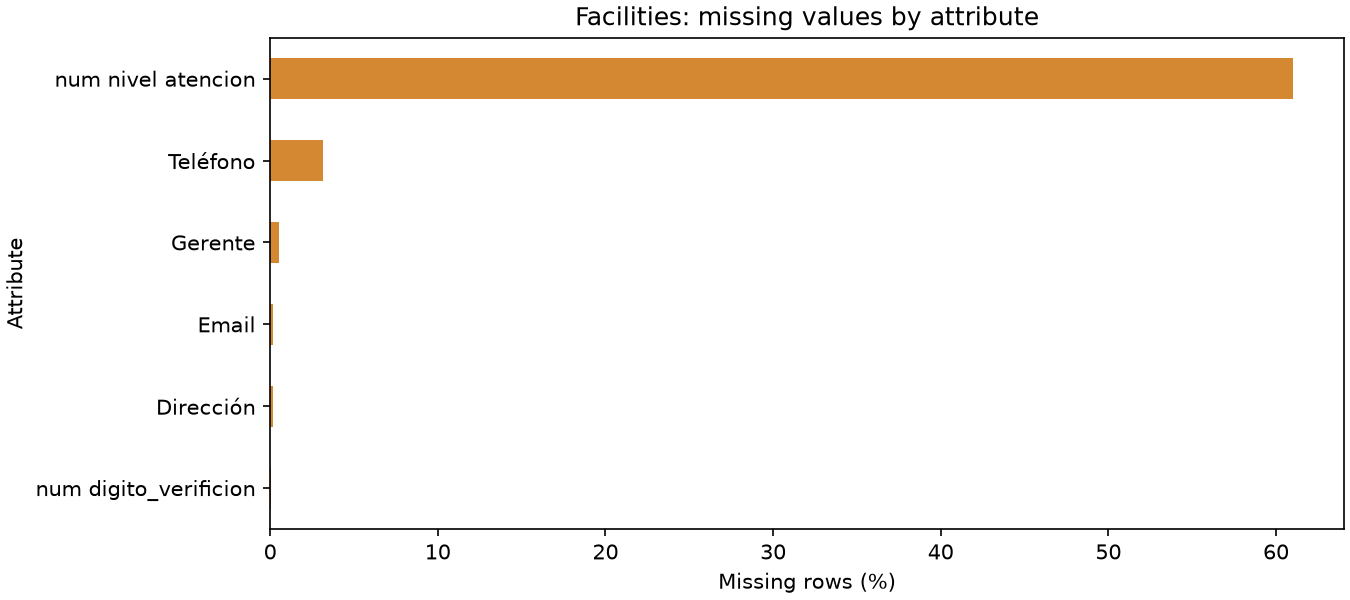 Facilities: missing values by attribute
num nivel atencion
Teléfono
Gerente
Email
Dirección
num digito_verificion
Attribute
0 10 20 30 40 50 60
Missing rows (%)